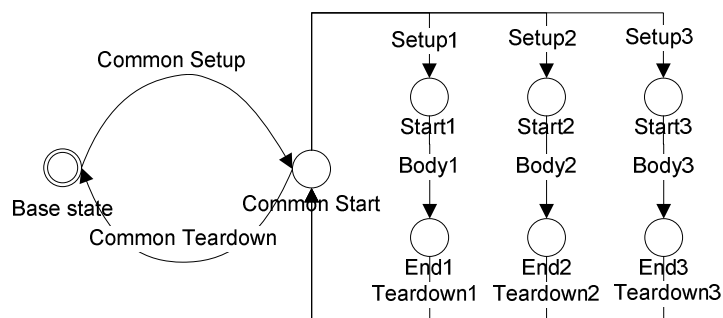 Common Setup
Base state
Common Start
Common Teardown
Setup1 Setup2 Setup3
Start1 Start2 Start3
Body1 Body2 Body3
End1 End2 End3
Teardown1 Teardown2 Teardown3